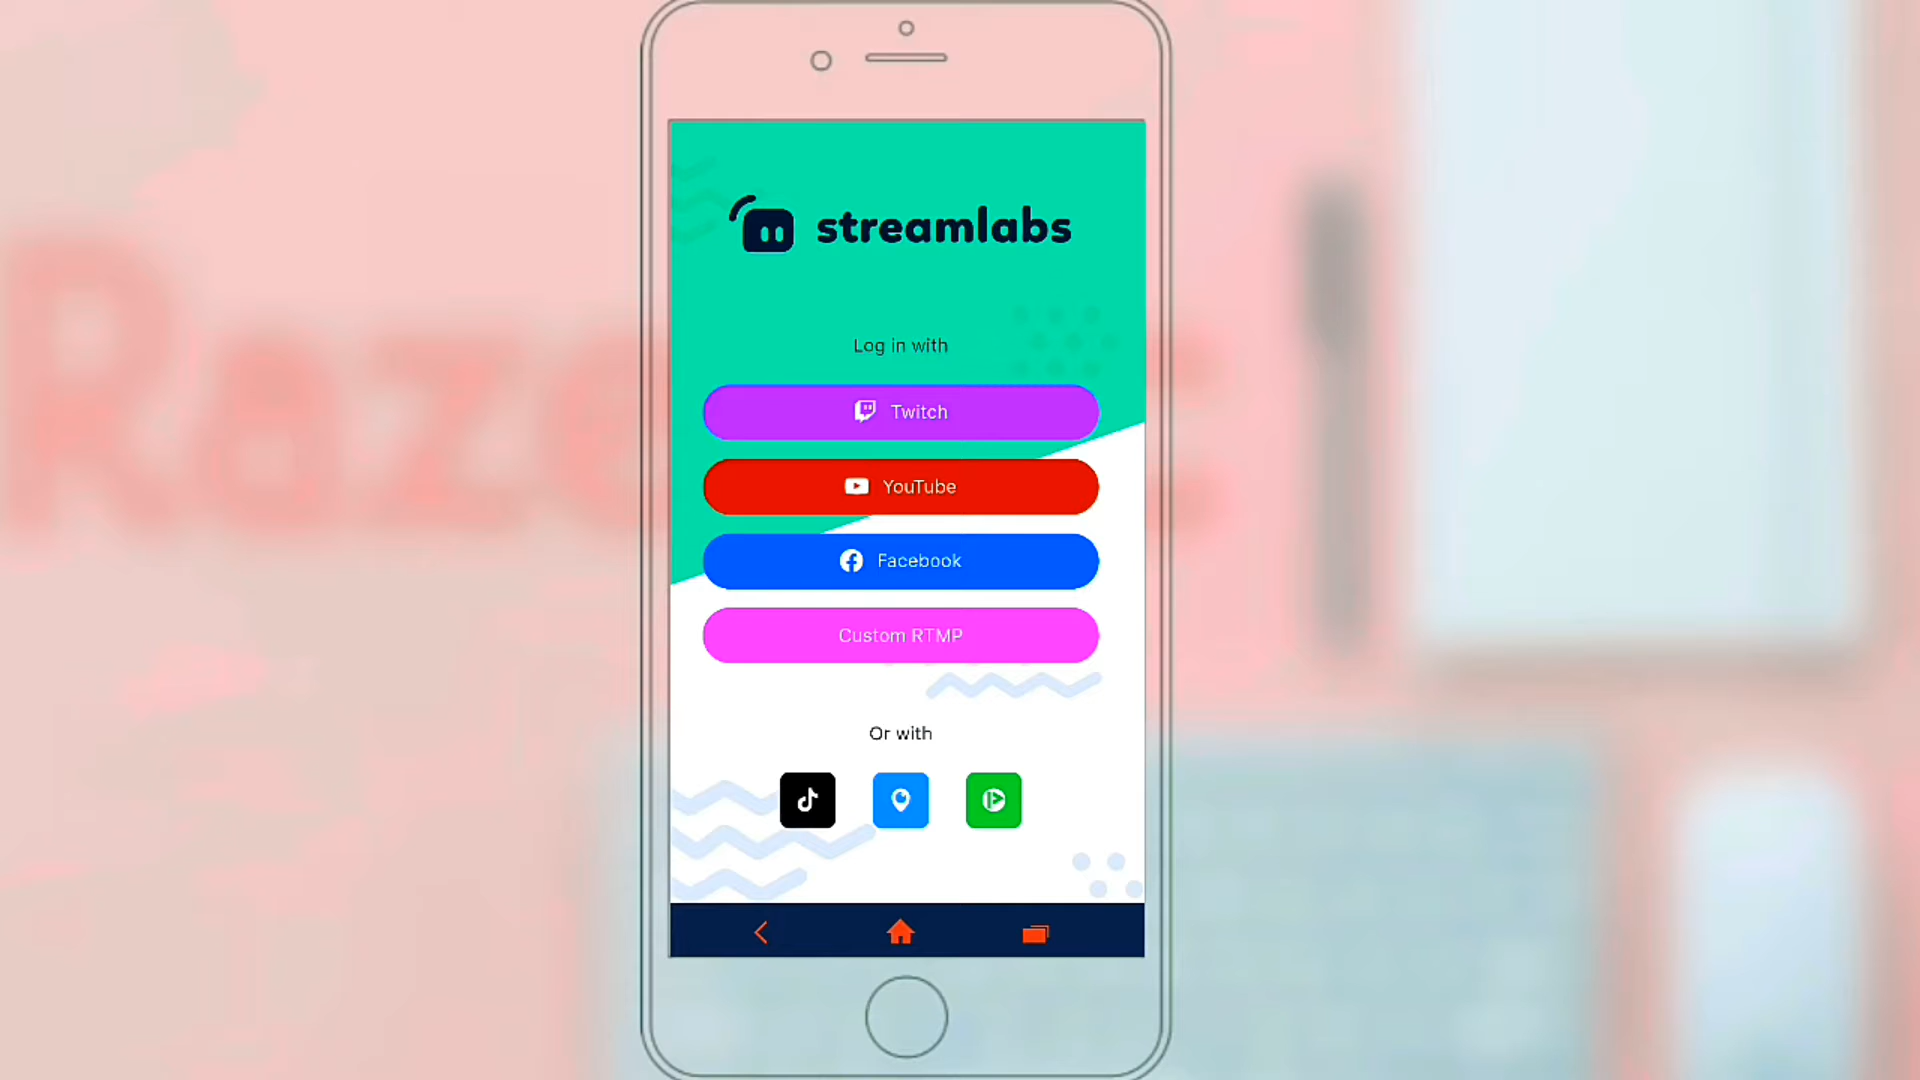 streamlabs
Log in with
Twitch
YouTube
Facebook
Custom RTMP
Or with